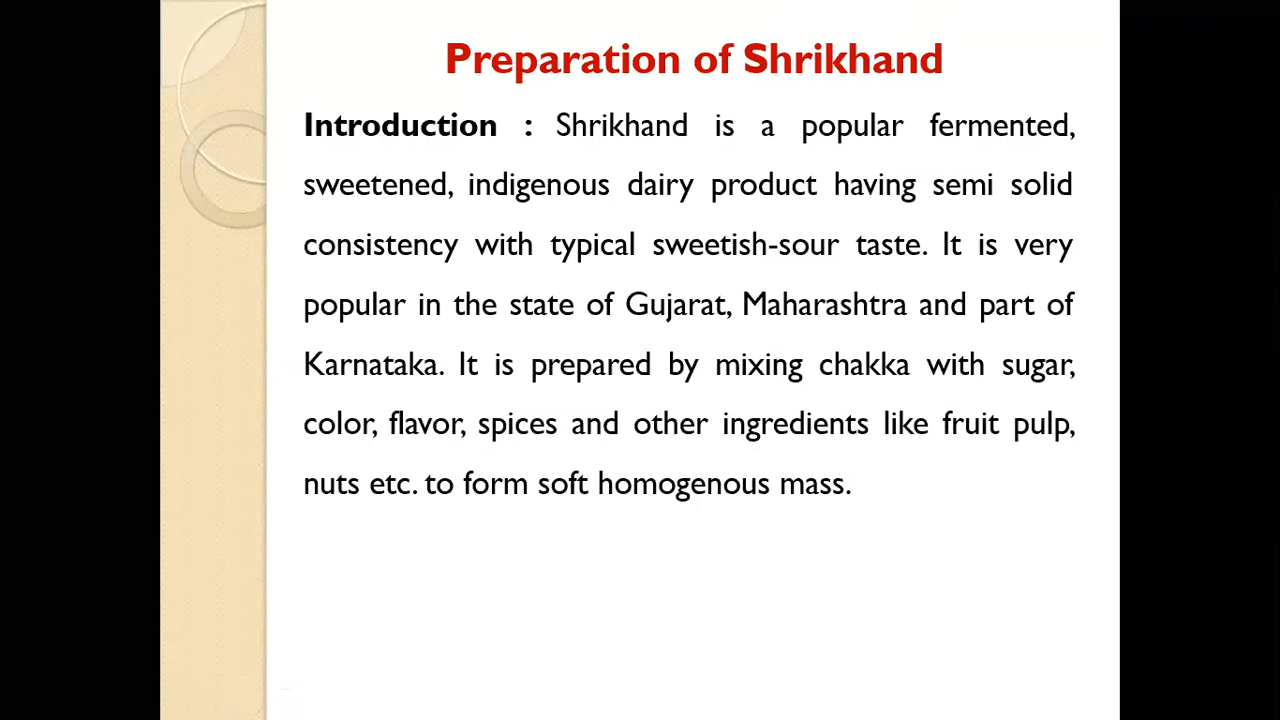 Preparation of Shrikhand
Introduction : Shrikhand is a popular fermented,
sweetened, indigenous dairy product having semi solid
consistency with typical sweetish-sour taste. It is very
popular in the state of Gujarat, Maharashtra and part of
Karnataka. It is prepared by mixing chakka with sugar,
color, flavor, spices and other ingredients like fruit pulp,
nuts etc. to form soft homogenous mass.